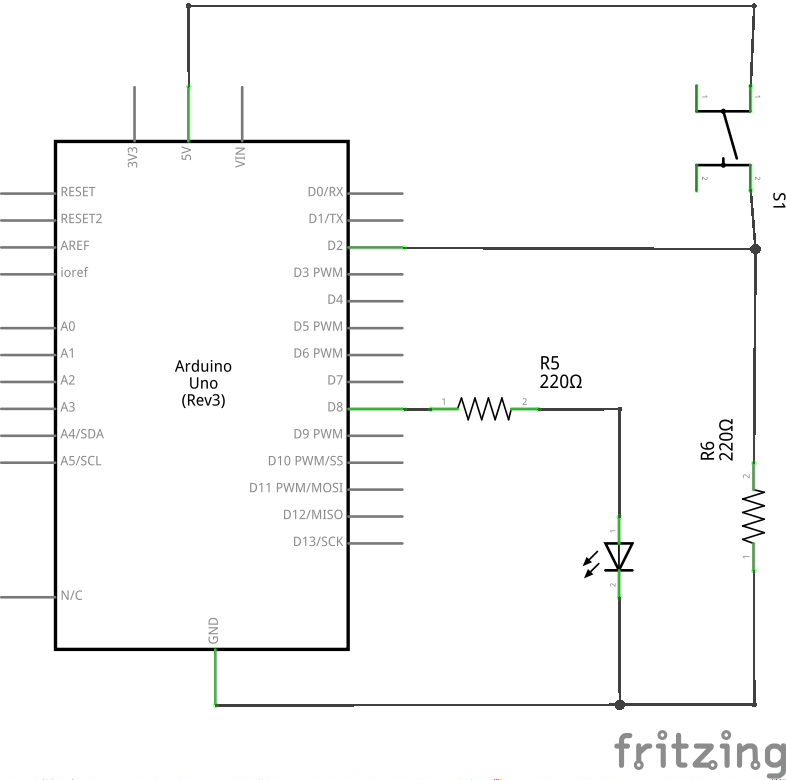 3V3
5V
VIN
1
1
2
2
S1
RESET
RESET2
AREF
ioref
A0
A1
A2
A3
A4/SDA
A5/SCL
N/C
Arduino
Uno
(Rev3)
D0/RX
D1/TX
D2
D3 PWM
D4
D5 PWM
D6 PWM
D7
D8
D9 PWM
D10 PWM/SS
D11 PWM/MOSI
D12/MISO
D13/SCK
GND
R5
220Ω
1
2
R6
220Ω
2
1
1
2
fritzing